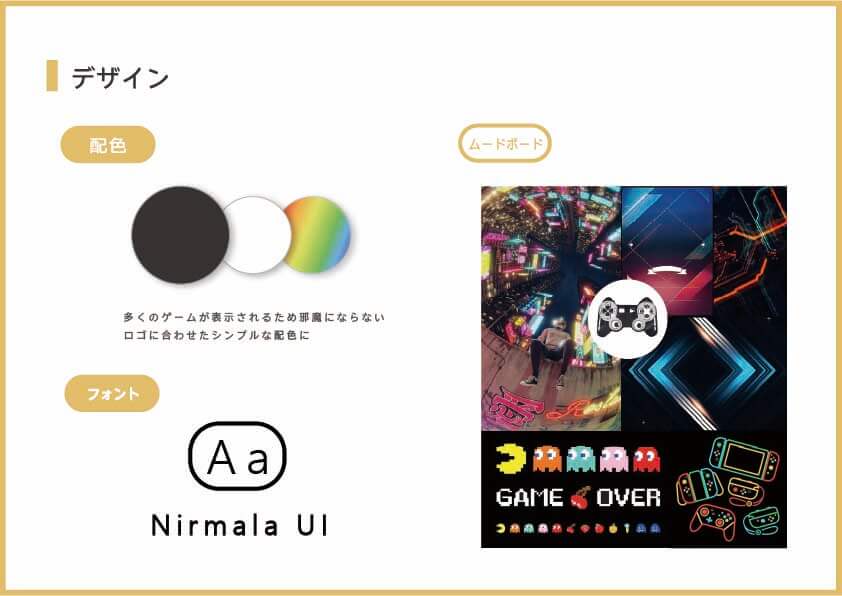 デザイン
配色
多くのゲームが表示されるため邪魔にならない
ロゴに合わせたシンプルな配色に
フォント
Aa
Nirmala UI
ムードボード
GAME OVER